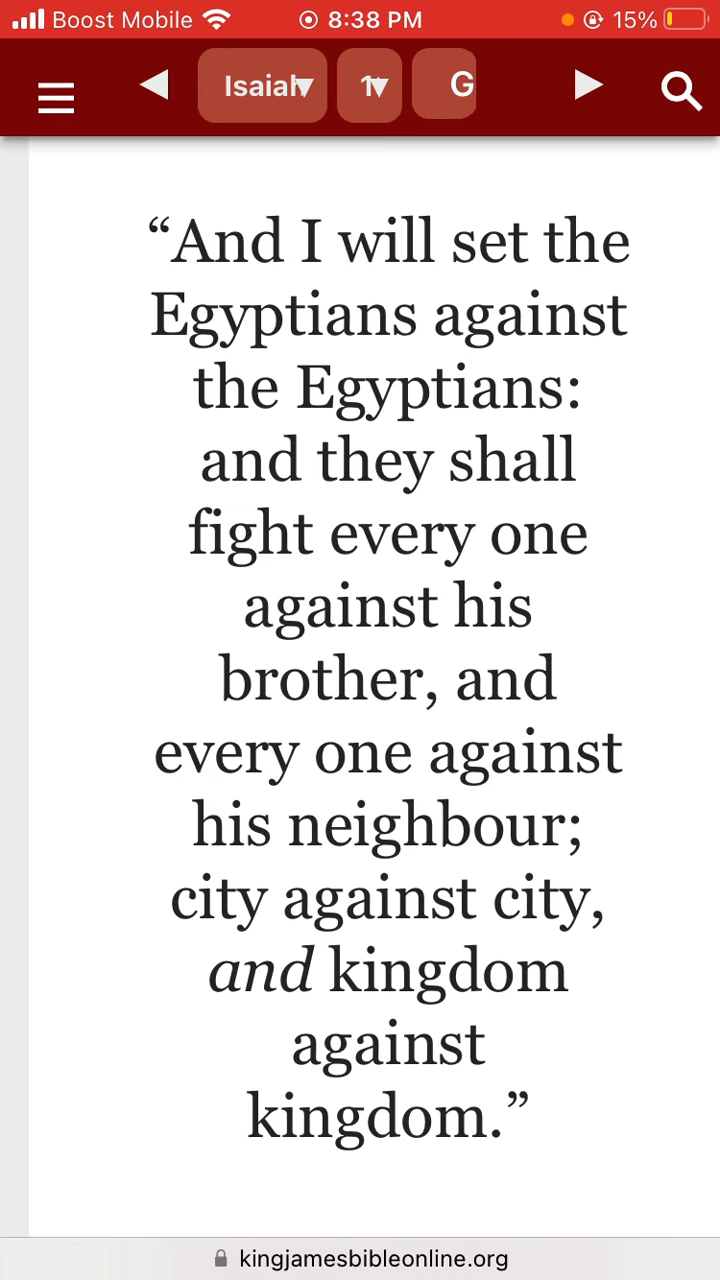 Boost Mobile 8:38 PM 15%
Isaiah 1 G
“And I will set the
Egyptians against
the Egyptians:
and they shall
fight every one
against his
brother, and
every one against
his neighbour;
city against city,
and kingdom
against
kingdom.”
kingjamesbibleonline.org